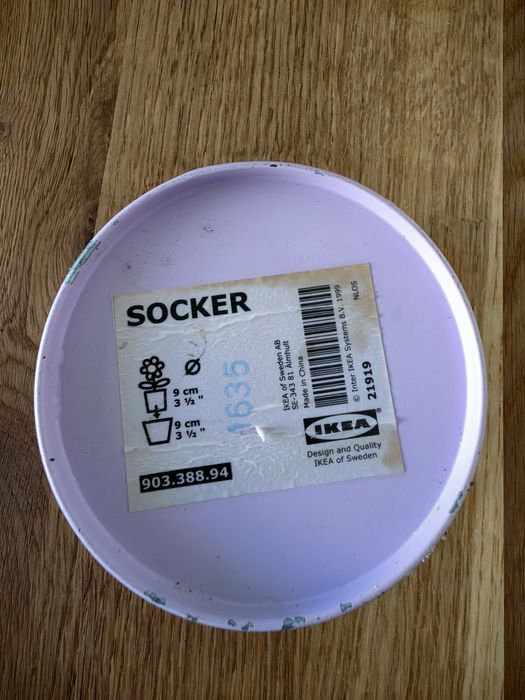 SOCKER
9 cm
3 ½ "
9 cm
3 ½ "
903.388.94
1635
IKEA of Sweden AB
SE-343 81 Älmhult
Made in China
© Inter IKEA Systems B.V. 1999
21919
NLOS
IKEA
Design and Quality
IKEA of Sweden